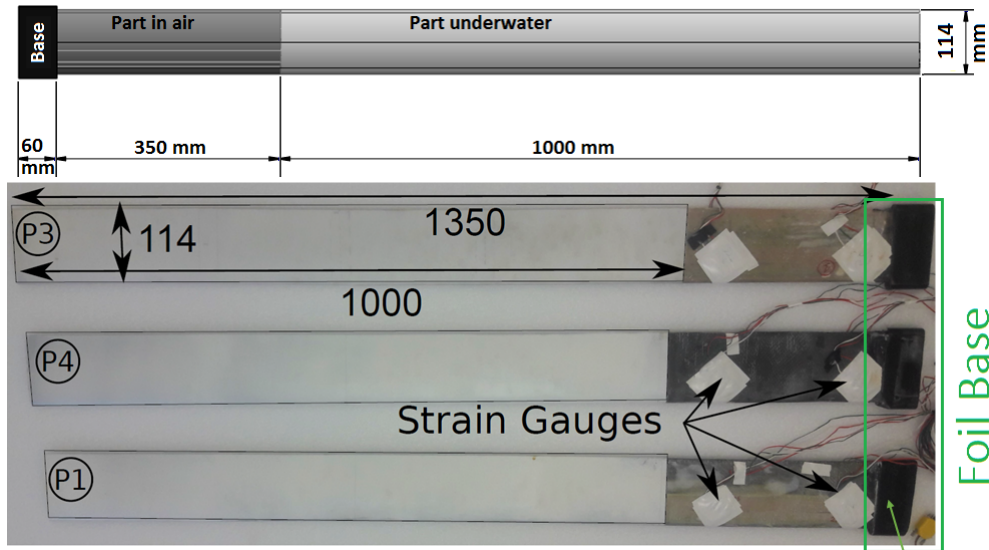 Base
Part in air
Part underwater
114
mm
60
mm
350 mm
1000 mm
P3
1350
114
1000
P4
Strain Gauges
P1
Foil Base